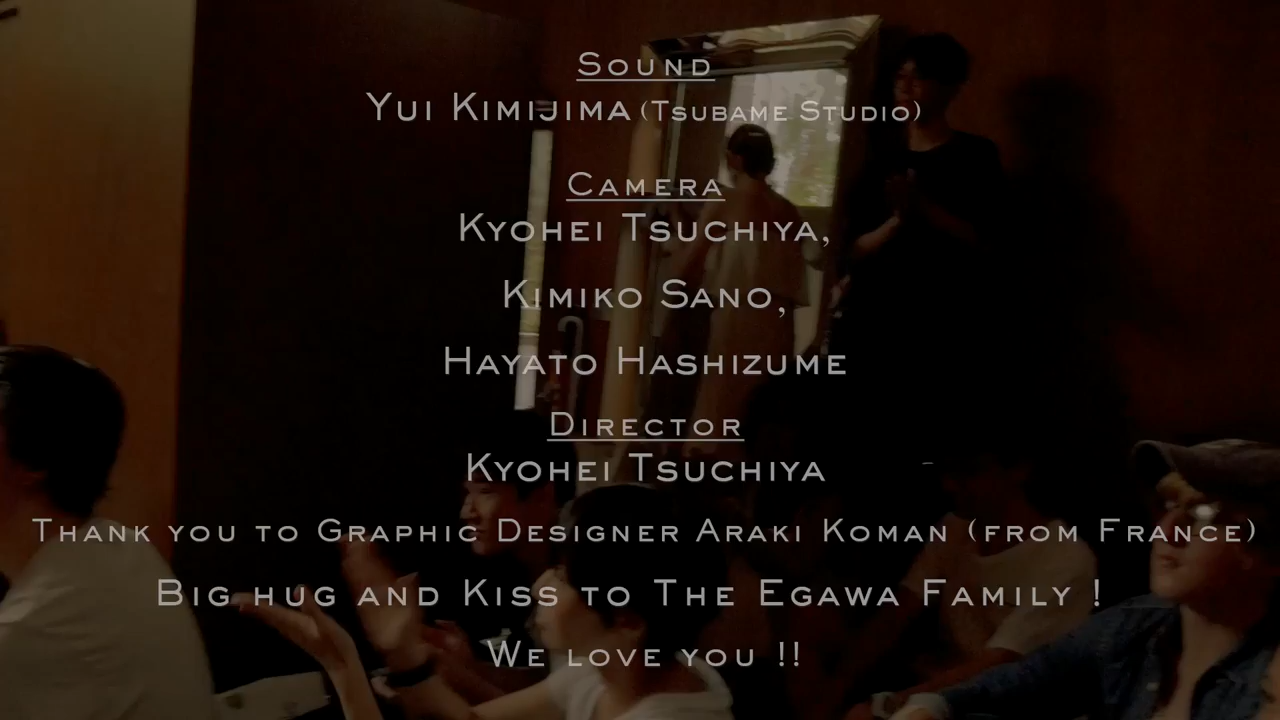 Sound
Yui Kimijima (Tsubame Studio)
Camera
Kyohei Tsuchiya,
Kimiko Sano,
Hayato Hashizume
Director
Kyohei Tsuchiya
Thank you to Graphic Designer Araki Koman (from France)
Big hug and Kiss to The Egawa Family !
We love you !!